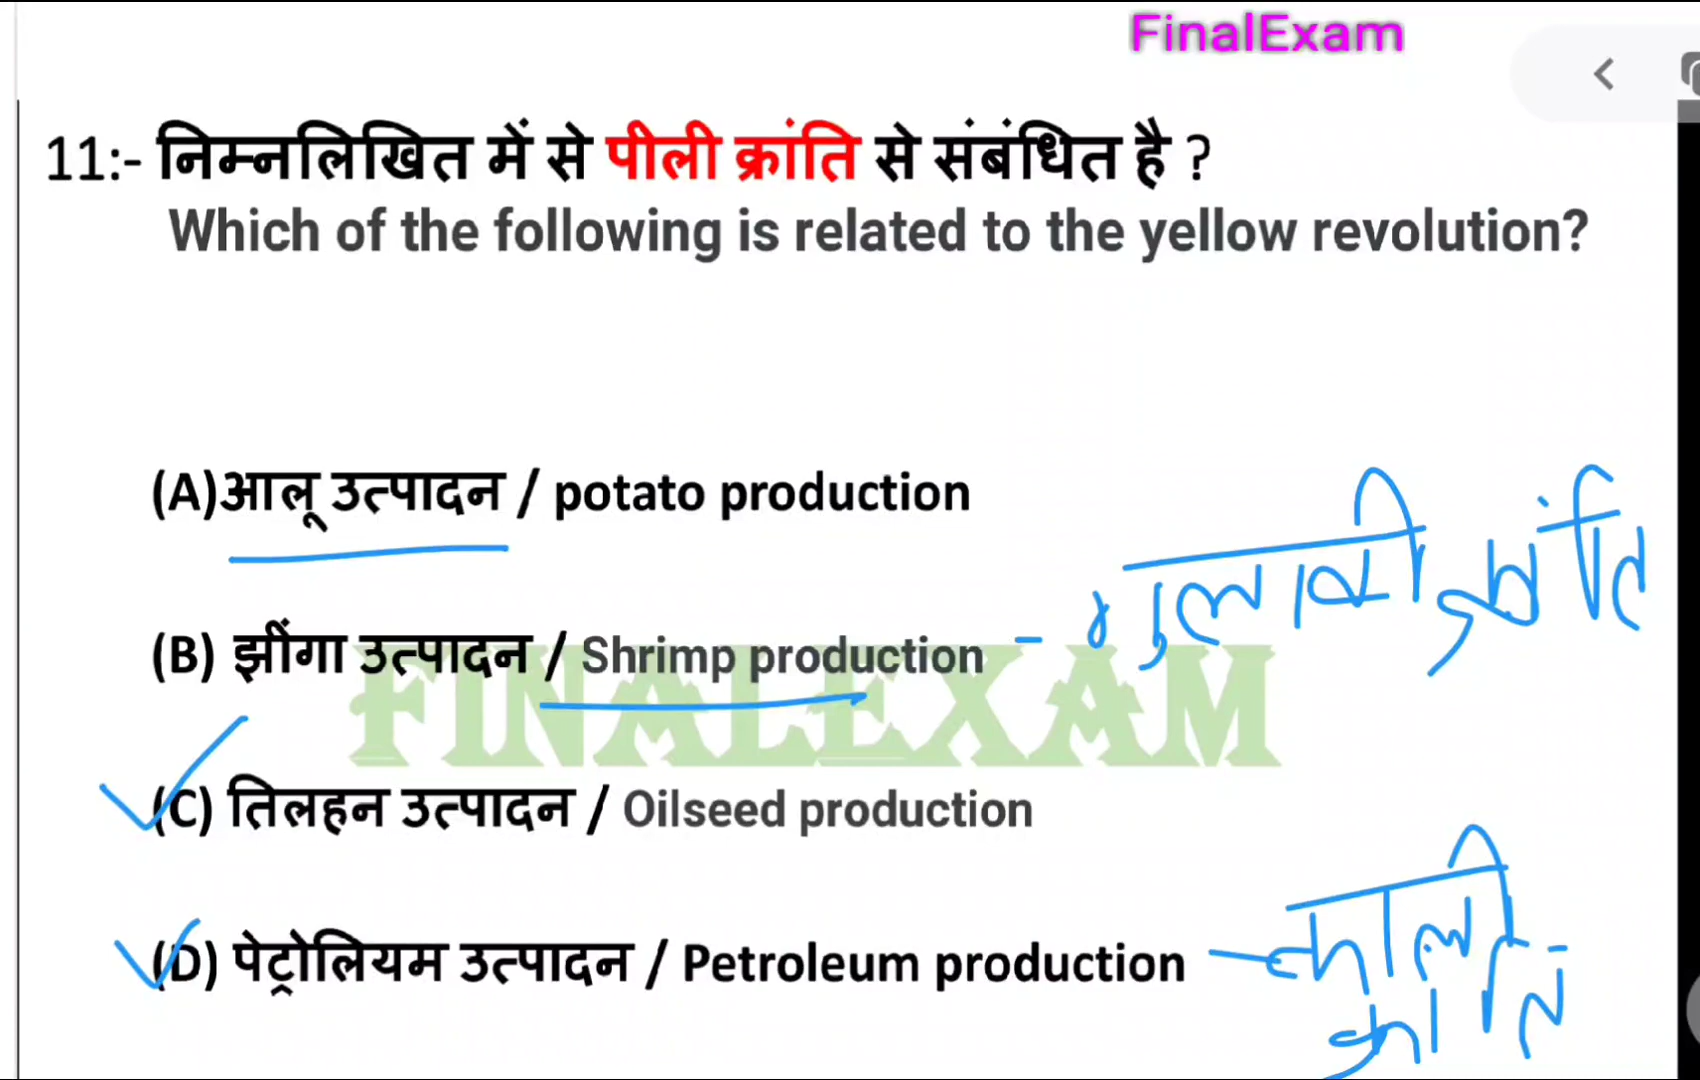 FinalExam
11:- निम्नलिखित में से पीली क्रांति से संबंधित है ?
Which of the following is related to the yellow revolution?
(A)आलू उत्पादन / potato production
(B) झींगा उत्पादन / Shrimp production - गुलाबी क्रांति
FINALEXAM
(C) तिलहन उत्पादन / Oilseed production
(D) पेट्रोलियम उत्पादन / Petroleum production - काली